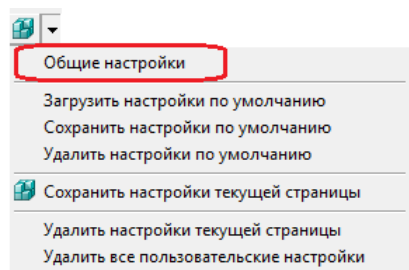 Общие настройки
Загрузить настройки по умолчанию
Сохранить настройки по умолчанию
Удалить настройки по умолчанию
Сохранить настройки текущей страницы
Удалить настройки текущей страницы
Удалить все пользовательские настройки